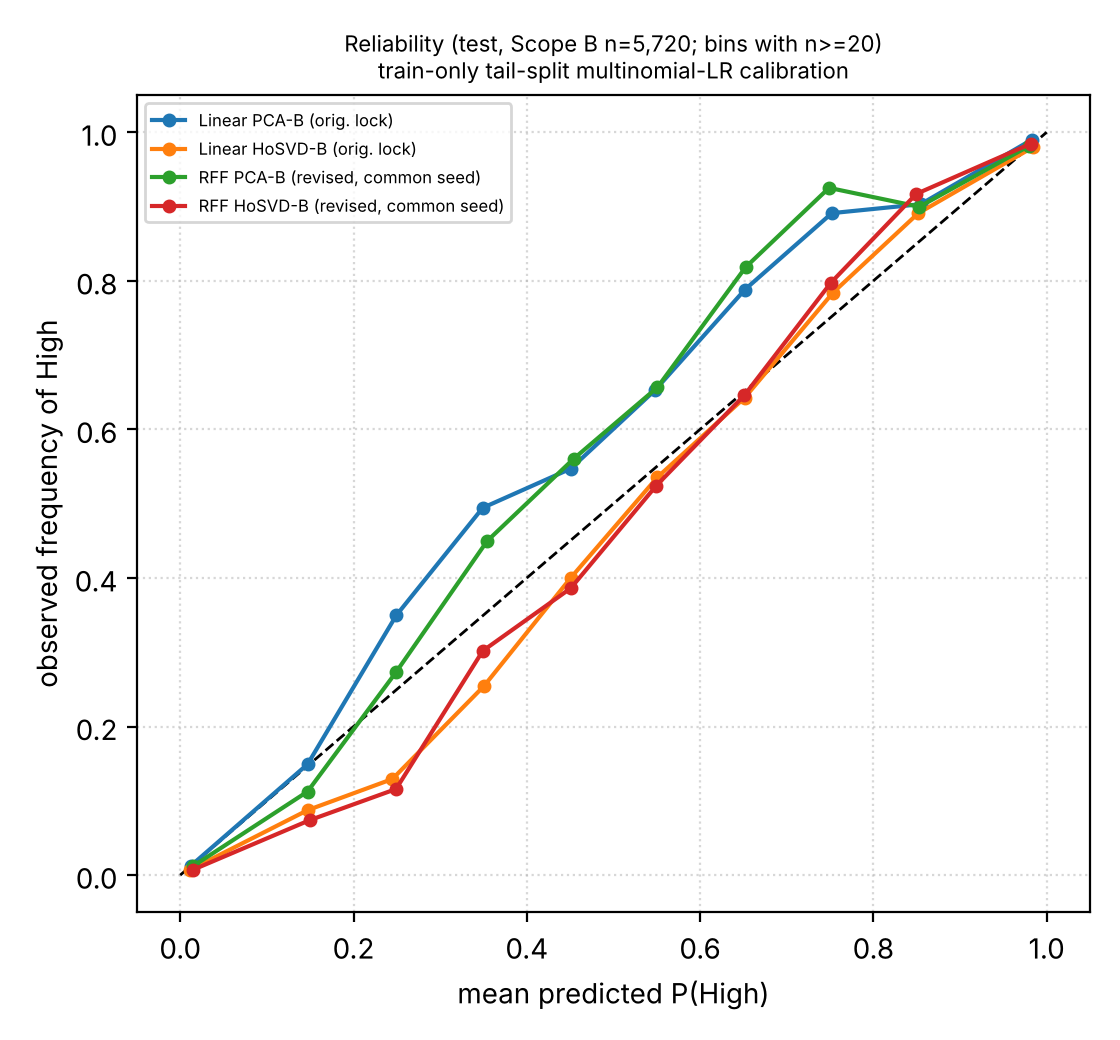 Reliability (test, Scope B n=5,720; bins with n>=20)
train-only tail-split multinomial-LR calibration
Linear PCA-B (orig. lock)
Linear HoSVD-B (orig. lock)
RFF PCA-B (revised, common seed)
RFF HoSVD-B (revised, common seed)
observed frequency of High
1.0
0.8
0.6
0.4
0.2
0.0
0.0 0.2 0.4 0.6 0.8 1.0
mean predicted P(High)